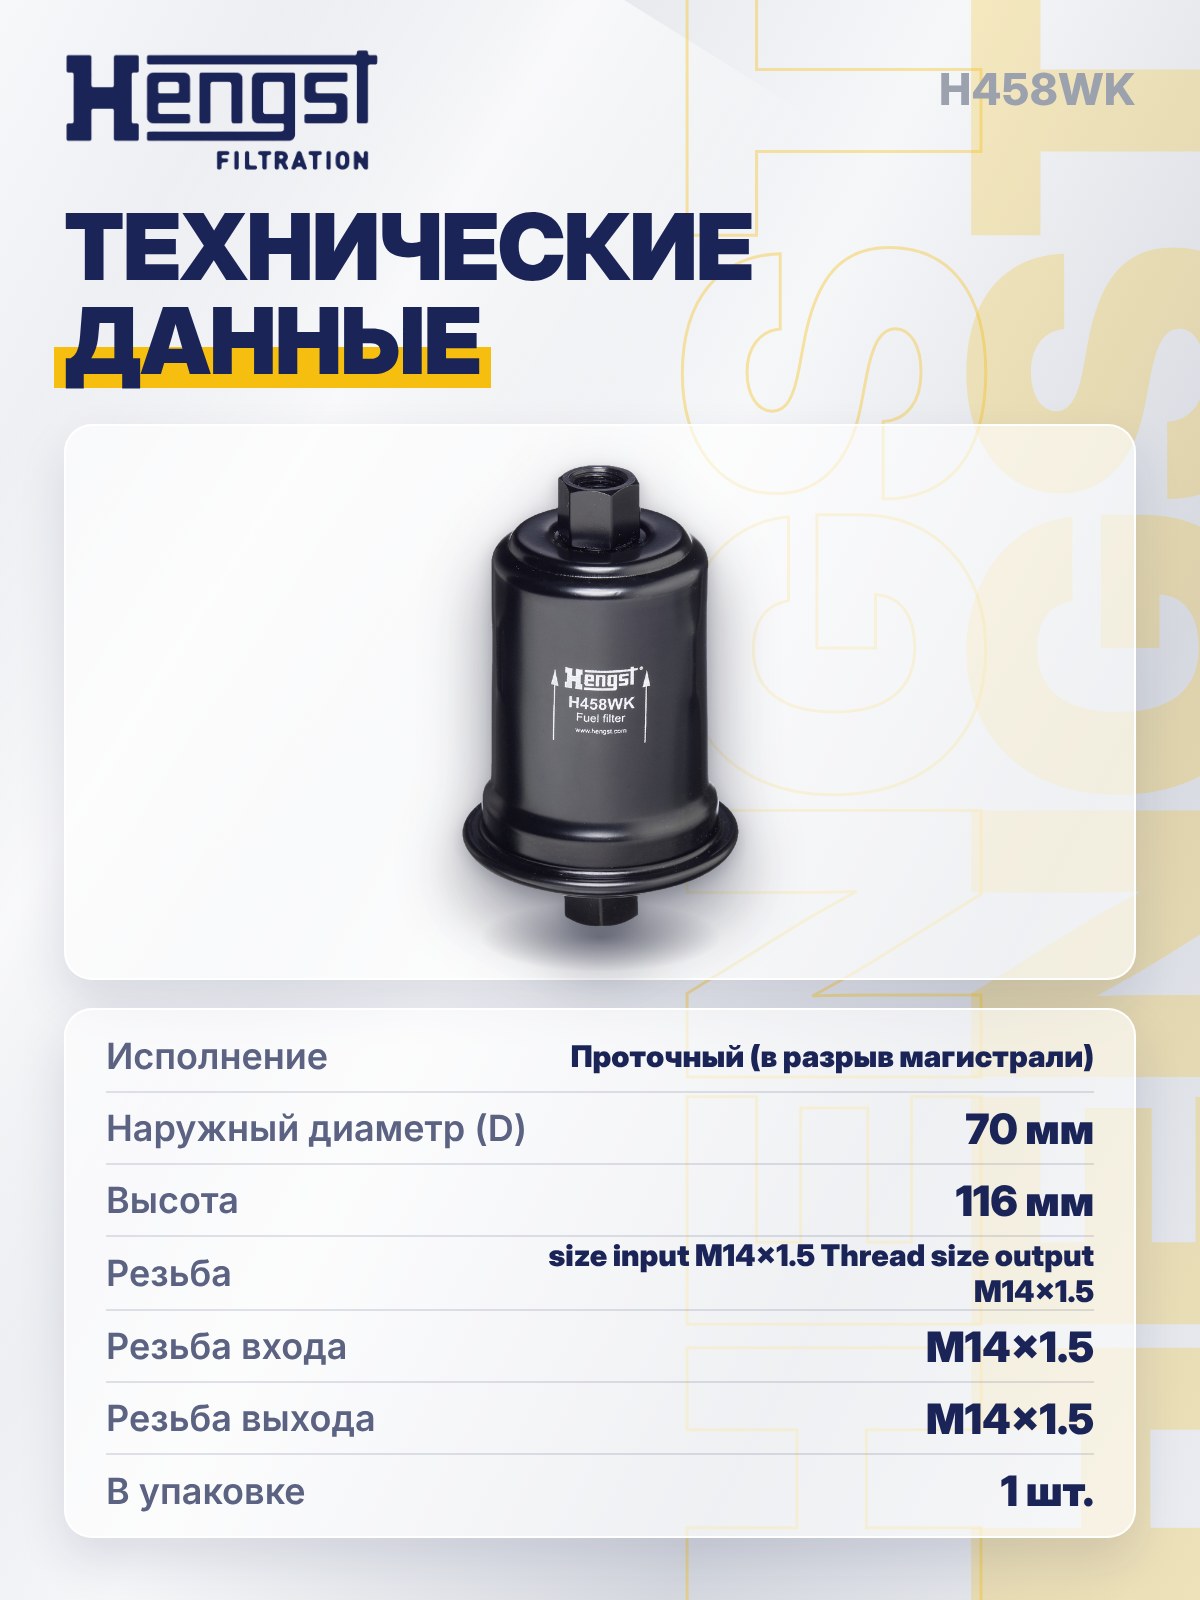 Hengst
FILTRATION
H458WK
ТЕХНИЧЕСКИЕ
ДАННЫЕ
Hengst
H458WK
Fuel filter
www.hengst.com
Исполнение Проточный (в разрыв магистрали)
Наружный диаметр (D) 70 мм
Высота 116 мм
Резьба size input M14×1.5 Thread size output
M14×1.5
Резьба входа M14×1.5
Резьба выхода M14×1.5
В упаковке 1 шт.
HENGST
HENGST